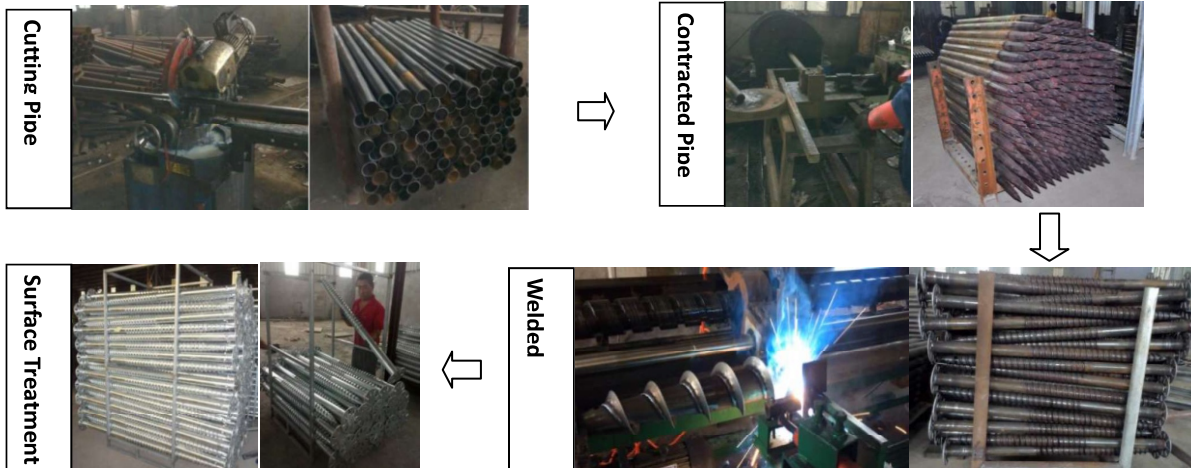 Cutting Pipe
Contracted Pipe
Welded
Surface Treatment